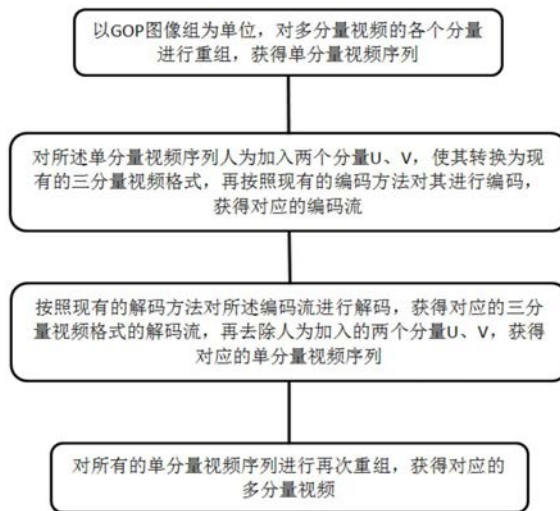 以GOP图像组为单位，对多分量视频的各个分量
进行重组，获得单分量视频序列
对所述单分量视频序列人为加入两个分量U、V，使其转换为现
有的三分量视频格式，再按照现有的编码方法对其进行编码，
获得对应的编码流
按照现有的解码方法对所述编码流进行解码，获得对应的三分
量视频格式的解码流，再去除人为加入的两个分量U、V，获得
对应的单分量视频序列
对所有的单分量视频序列进行再次重组，获得对应的
多分量视频